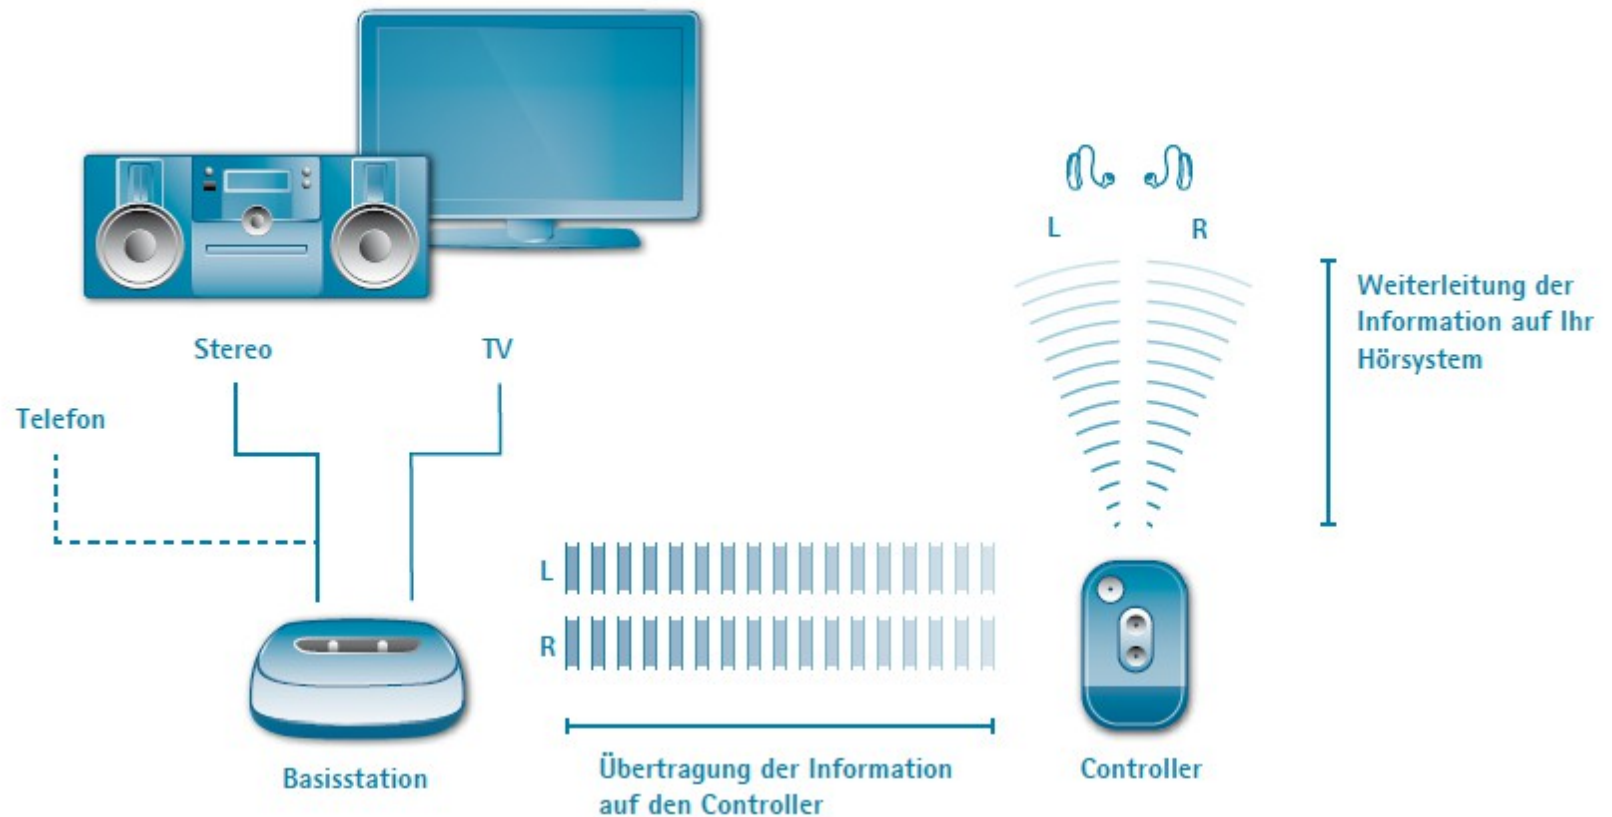 L
R
Weiterleitung der
Information auf Ihr
Hörsystem
Stereo
TV
Telefon
L
R
Basisstation
Übertragung der Information
auf den Controller
Controller